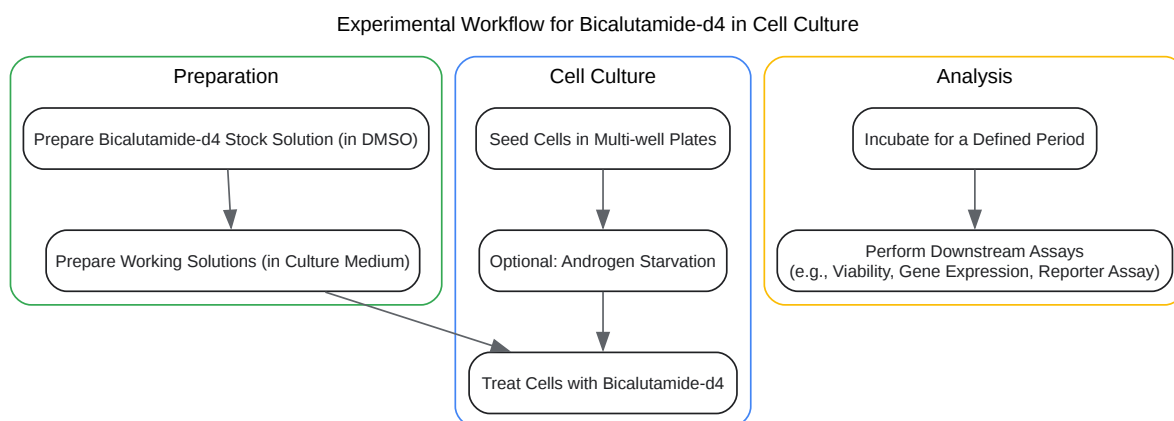 Experimental Workflow for Bicalutamide-d4 in Cell Culture
Preparation
Prepare Bicalutamide-d4 Stock Solution (in DMSO)
Prepare Working Solutions (in Culture Medium)
Cell Culture
Seed Cells in Multi-well Plates
Optional: Androgen Starvation
Treat Cells with Bicalutamide-d4
Analysis
Incubate for a Defined Period
Perform Downstream Assays
(e.g., Viability, Gene Expression, Reporter Assay)